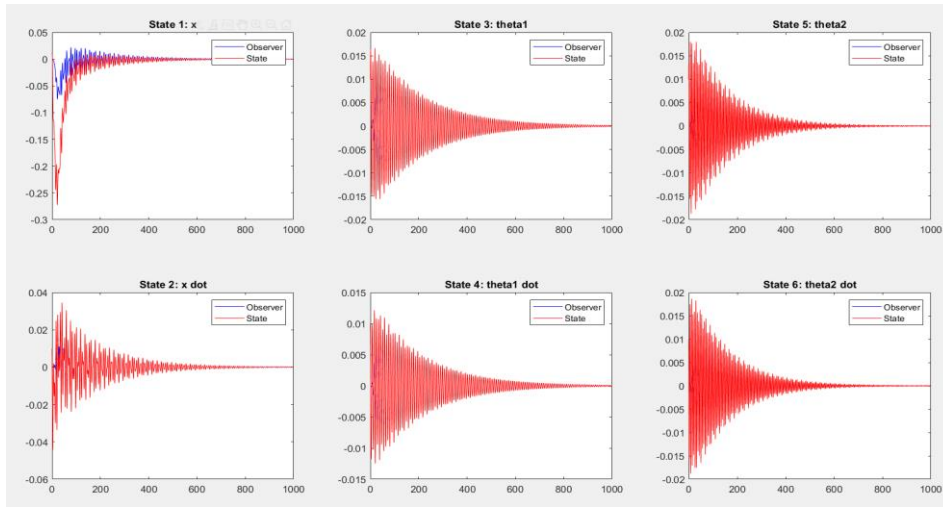 State 1: x
0.05
0
-0.05
-0.1
-0.15
-0.2
-0.25
-0.3
0 200 400 600 800 1000
Observer
State
State 3: theta1
0.02
0.015
0.01
0.005
0
-0.005
-0.01
-0.015
-0.02
0 200 400 600 800 1000
Observer
State
State 5: theta2
0.02
0.015
0.01
0.005
0
-0.005
-0.01
-0.015
-0.02
0 200 400 600 800 1000
Observer
State
State 2: x dot
0.04
0.02
0
-0.02
-0.04
-0.06
0 200 400 600 800 1000
Observer
State
State 4: theta1 dot
0.015
0.01
0.005
0
-0.005
-0.01
-0.015
0 200 400 600 800 1000
Observer
State
State 6: theta2 dot
0.02
0.015
0.01
0.005
0
-0.005
-0.01
-0.015
-0.02
0 200 400 600 800 1000
Observer
State